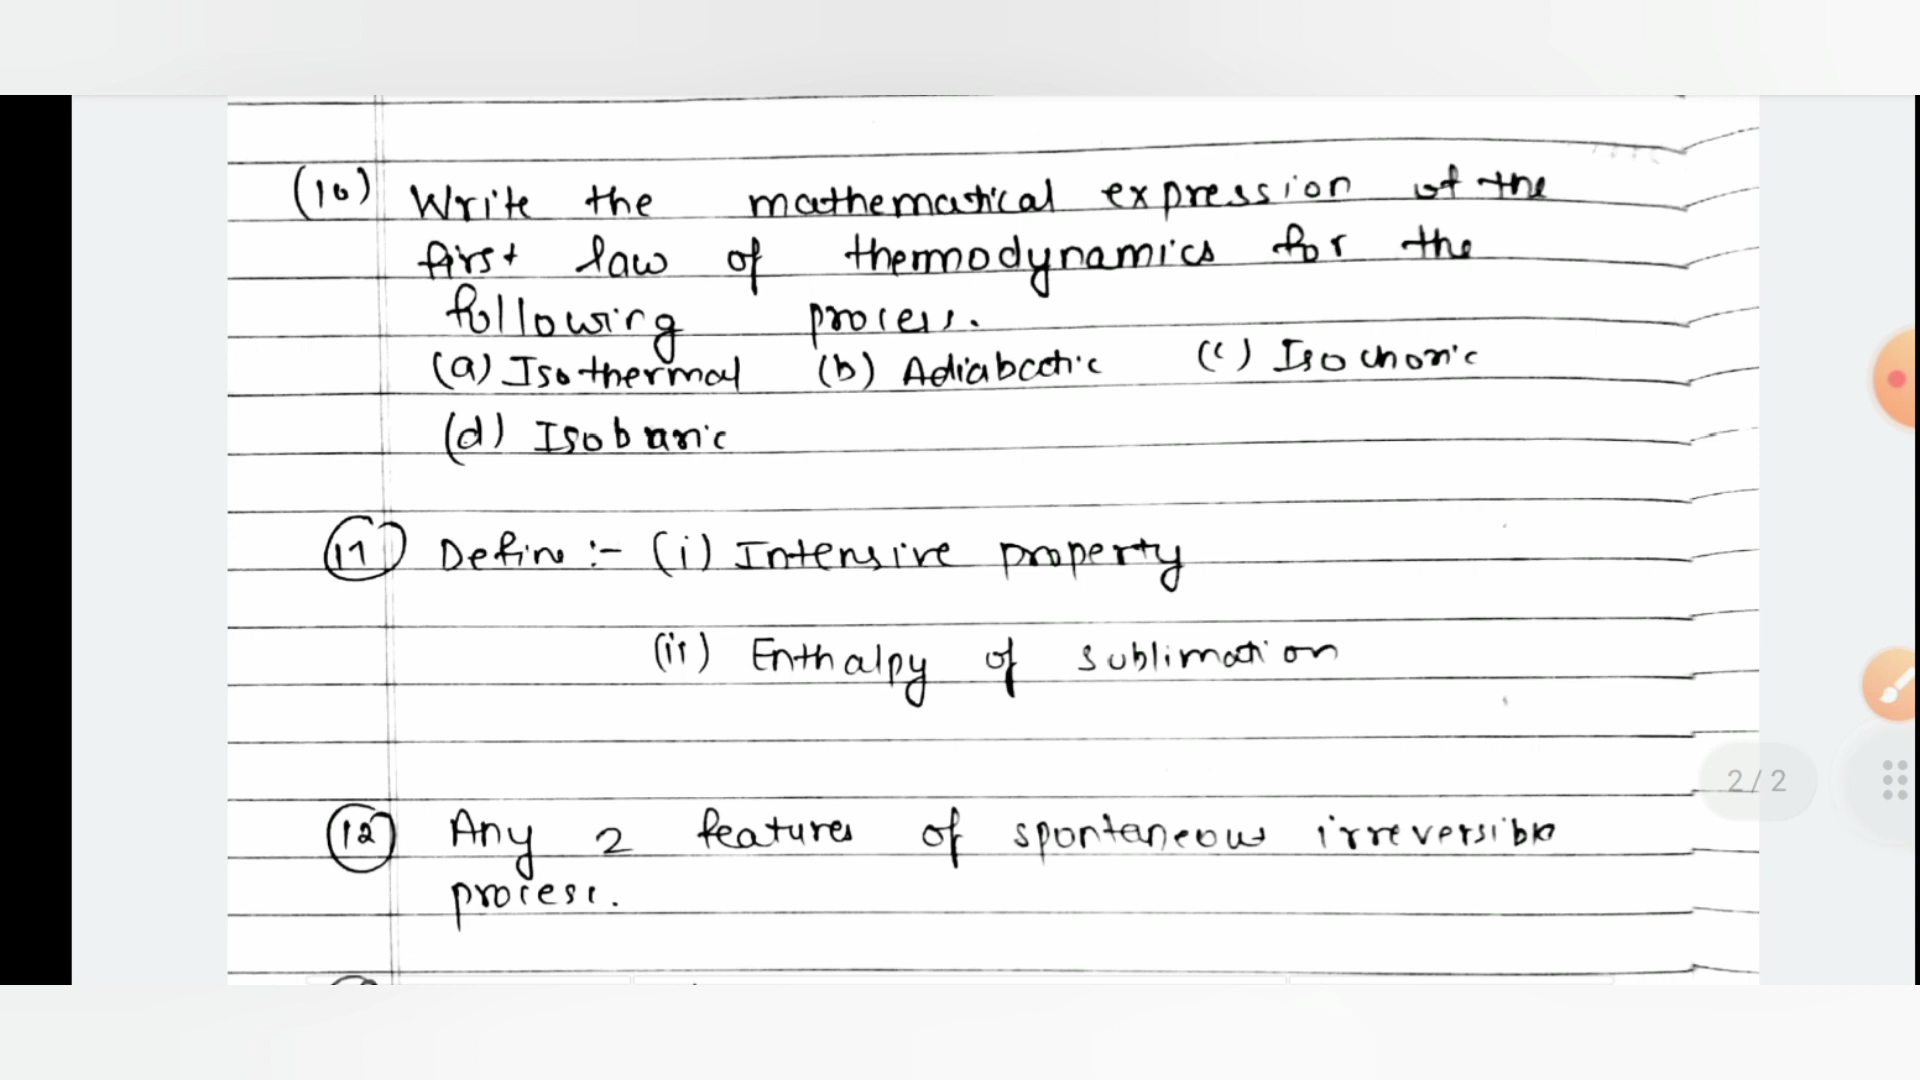 (10) Write the mathematical expression of the
first law of thermodynamics for the
following process.
(a) Isothermal (b) Adiabatic (c) Isochoric
(d) Isobaric
11 Define :- (i) Intensive property
(ii) Enthalpy of sublimation
2/2
12 Any 2 features of spontaneous irreversible
process.